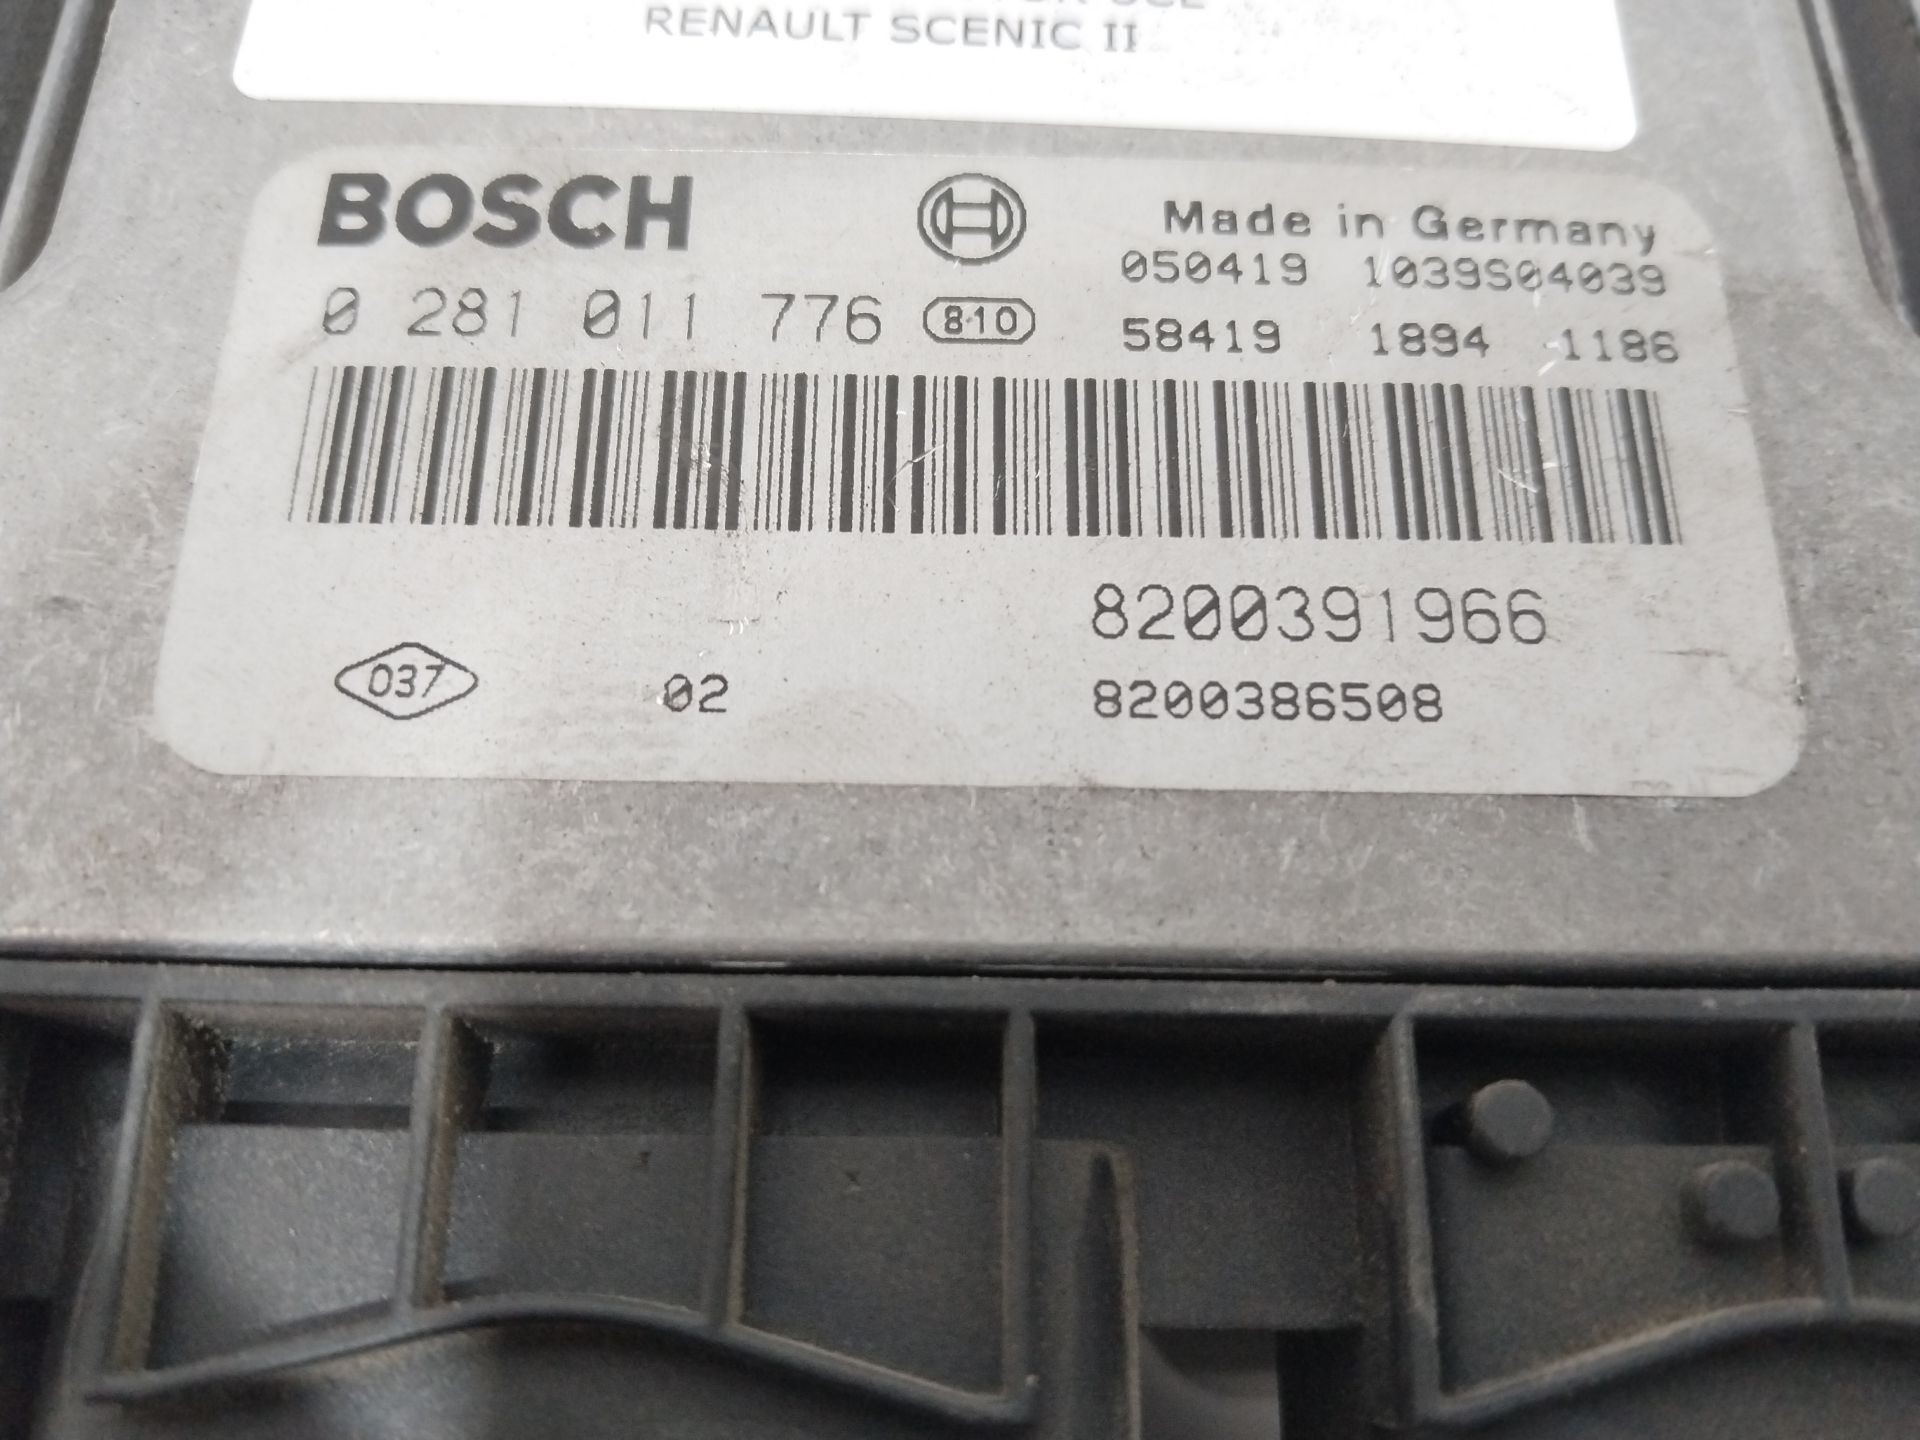 RENAULT SCENIC II
BOSCH
Made in Germany
050419 1039S04039
0 281 011 776 810
58419 1894 1186
8200391966
037 02 8200386508